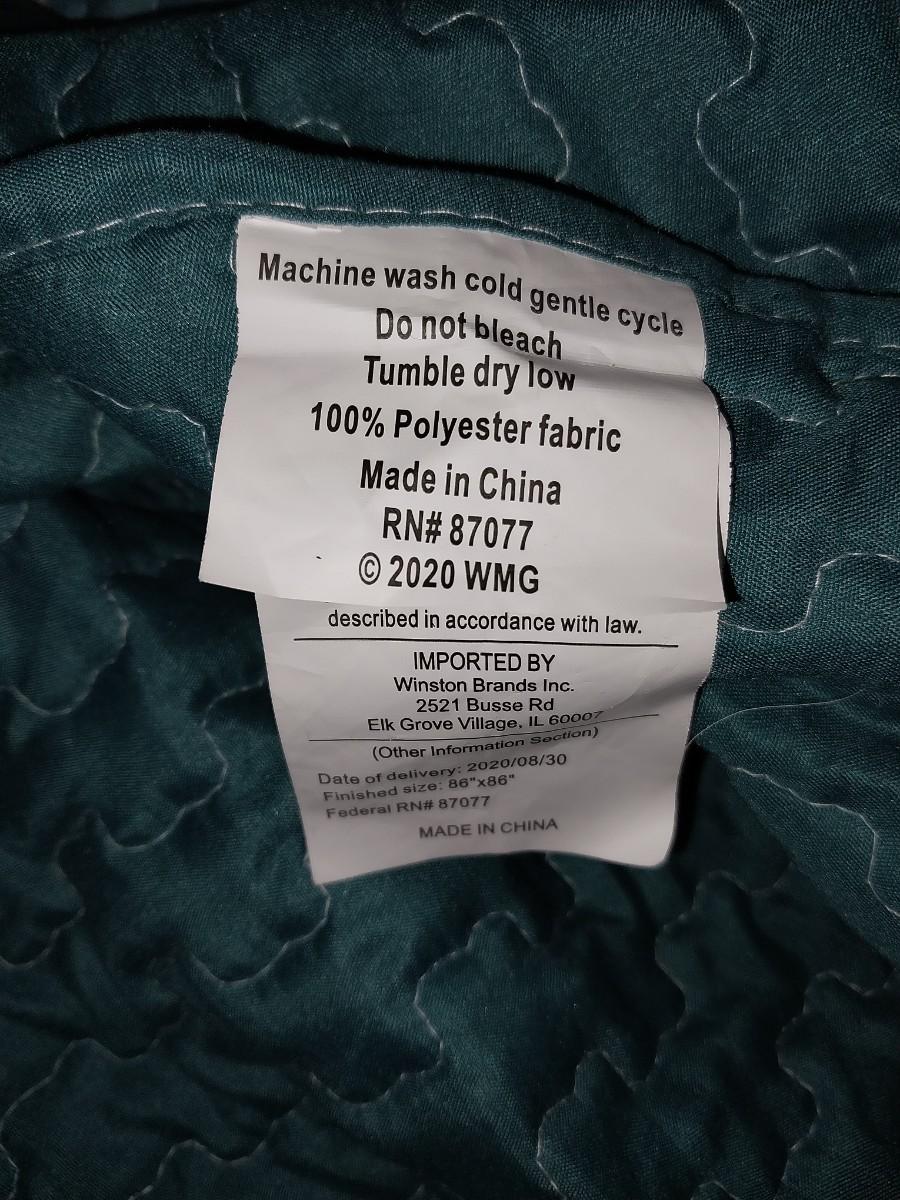 Machine wash cold gentle cycle
Do not bleach
Tumble dry low
100% Polyester fabric
Made in China
RN# 87077
© 2020 WMG
described in accordance with law.
IMPORTED BY
Winston Brands Inc.
2521 Busse Rd
Elk Grove Village, IL 60007
(Other Information Section)
Date of delivery: 2020/08/30
Finished size: 86"x86"
Federal RN# 87077
MADE IN CHINA